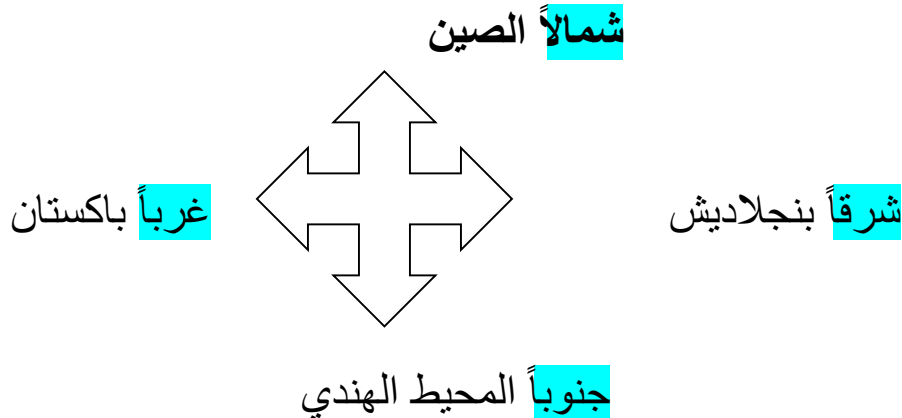 شمالاً الصين
شرقاً بنجلاديش
غرباً باكستان
جنوباً المحيط الهندي